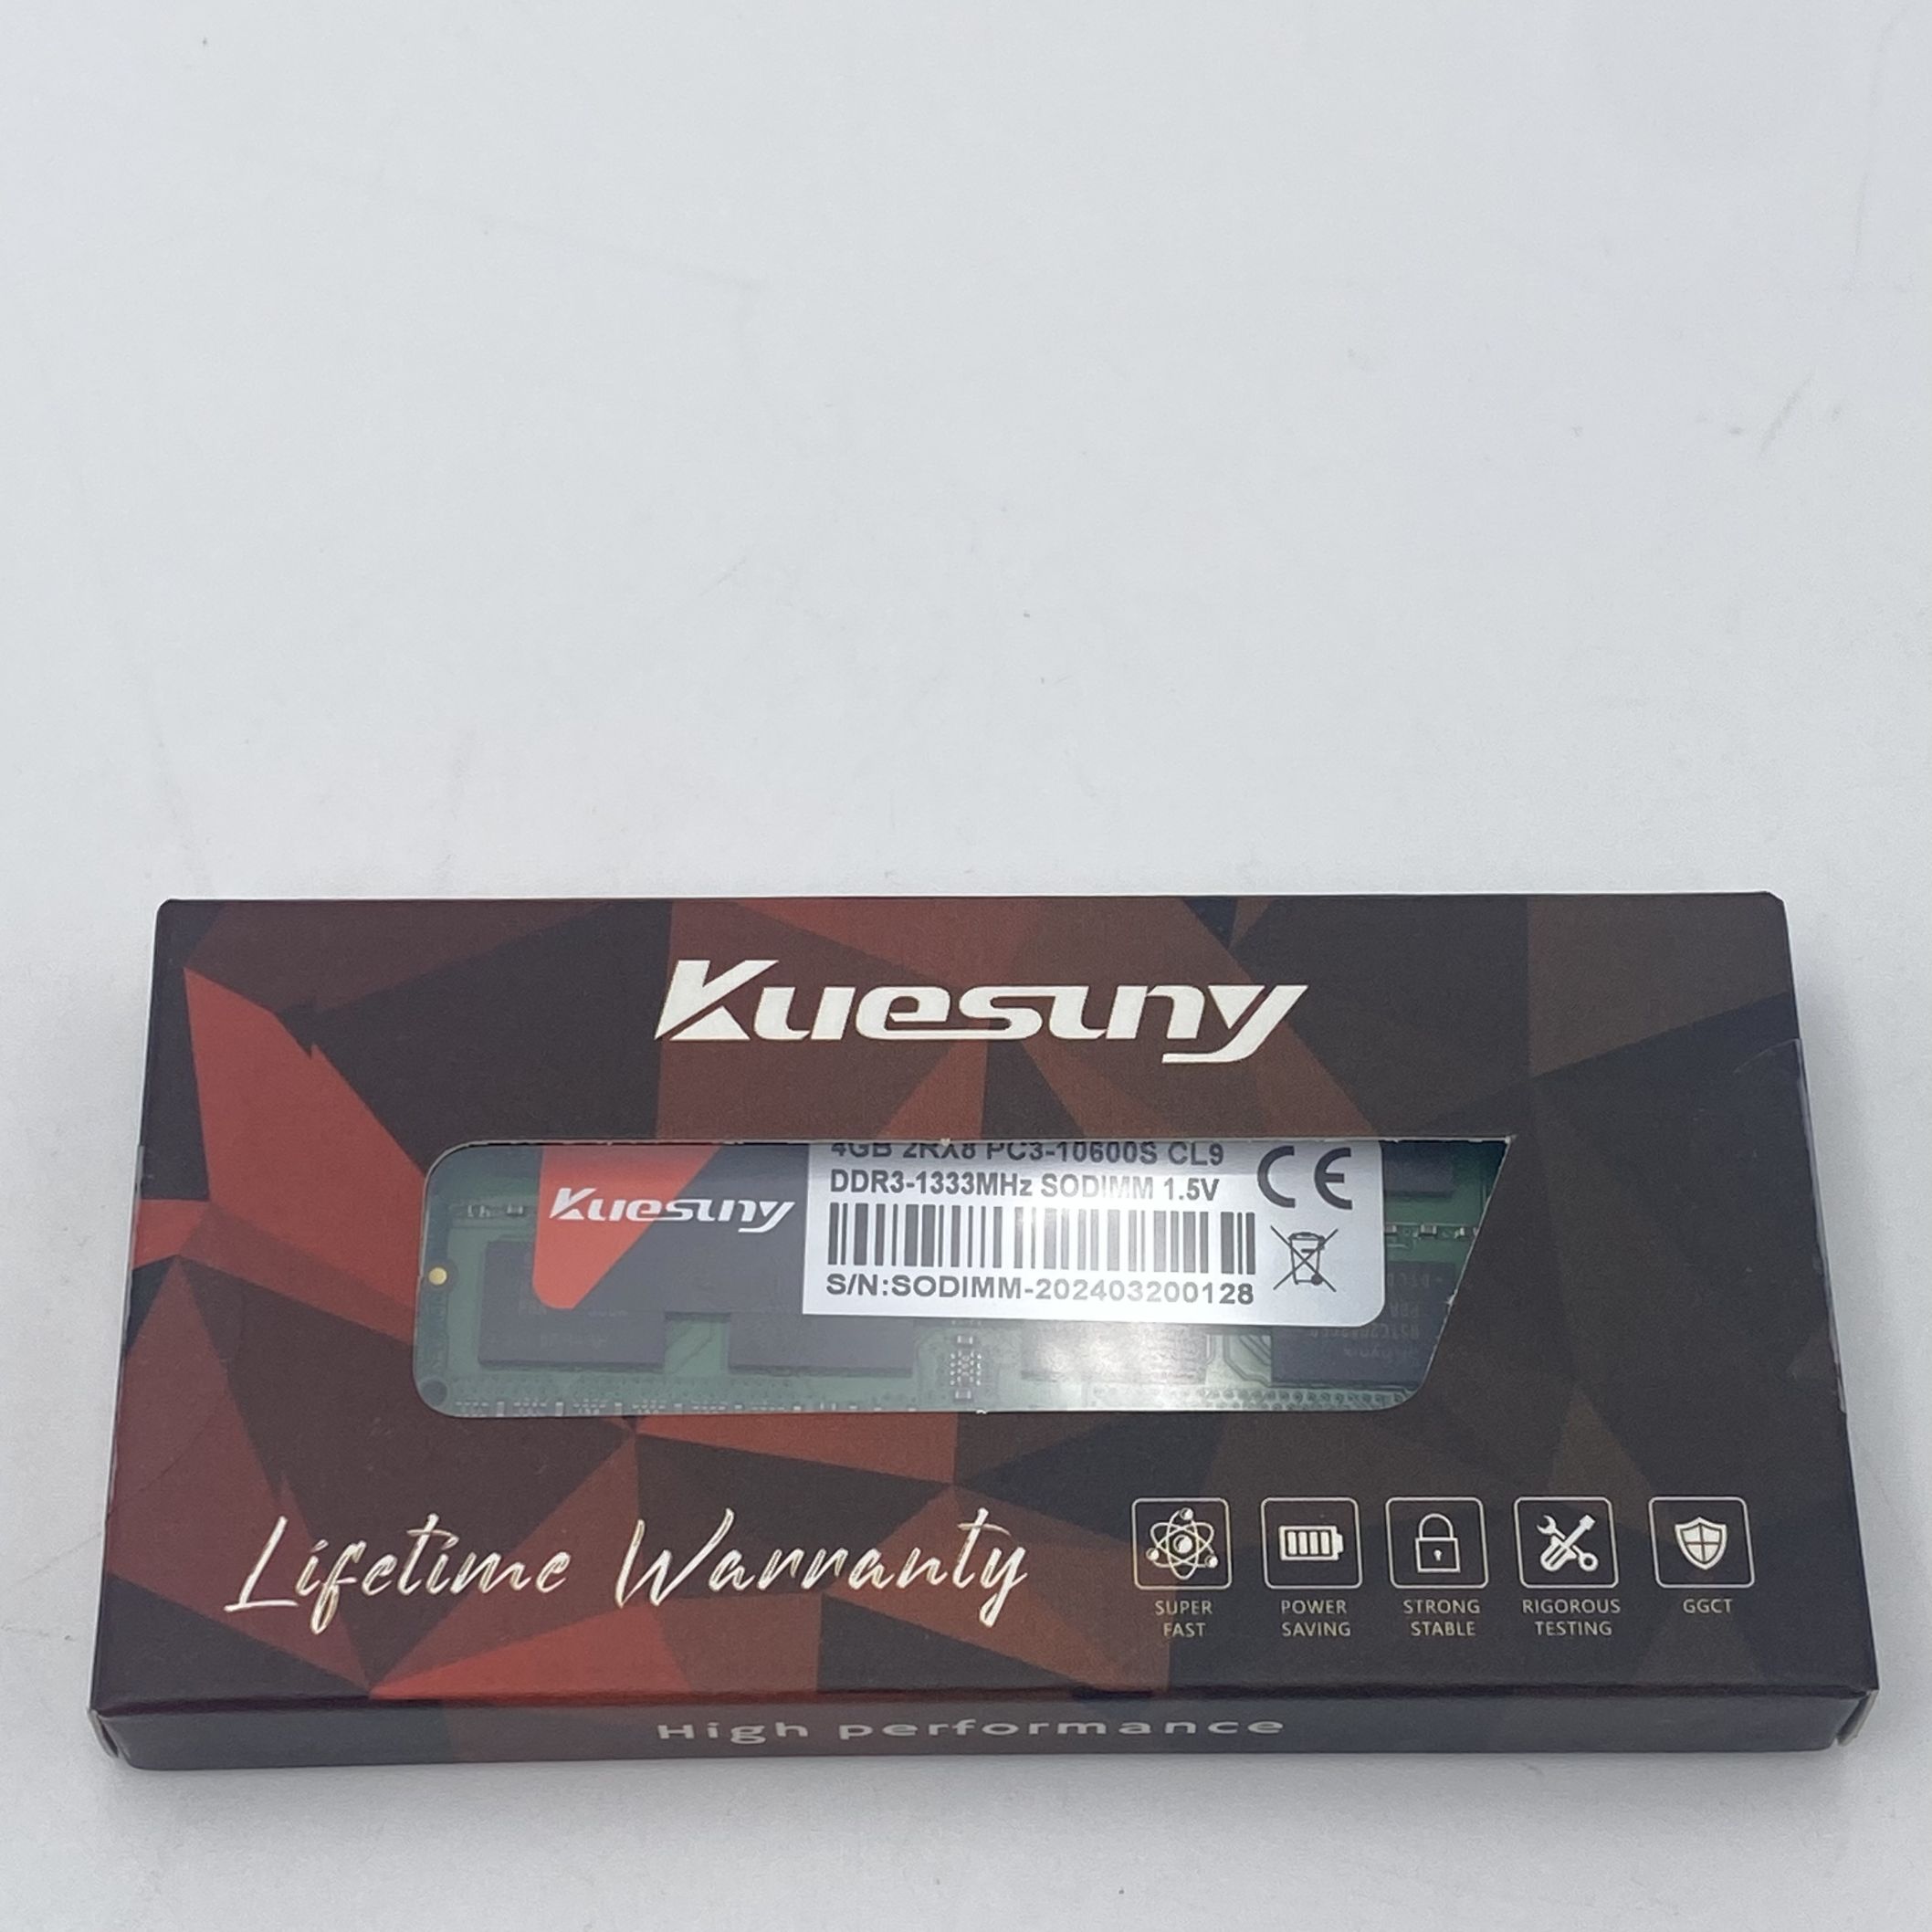 Kuesuny
4GB 2RX8 PC3-10600S CL9
DDR3-1333MHz SODIMM 1.5V
CE
Kuesuny
S/N:SODIMM-202403200128
Lifetime Warranty
SUPER FAST
POWER SAVING
STRONG STABLE
RIGOROUS TESTING
GGCT
High performance